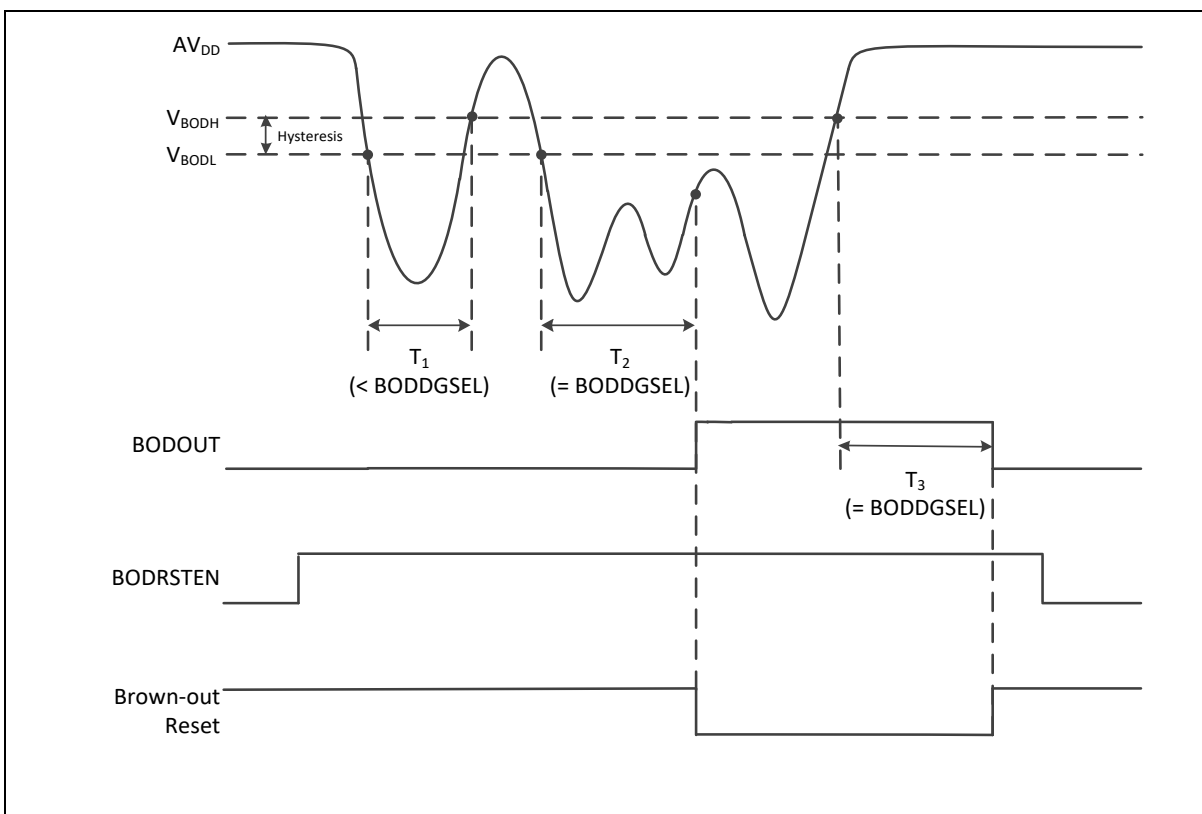 AVDD
VBODH
Hysteresis
VBODL
T1
(< BODDGSEL)
T2
(= BODDGSEL)
BODOUT
T3
(= BODDGSEL)
BODRSTEN
Brown-out
Reset